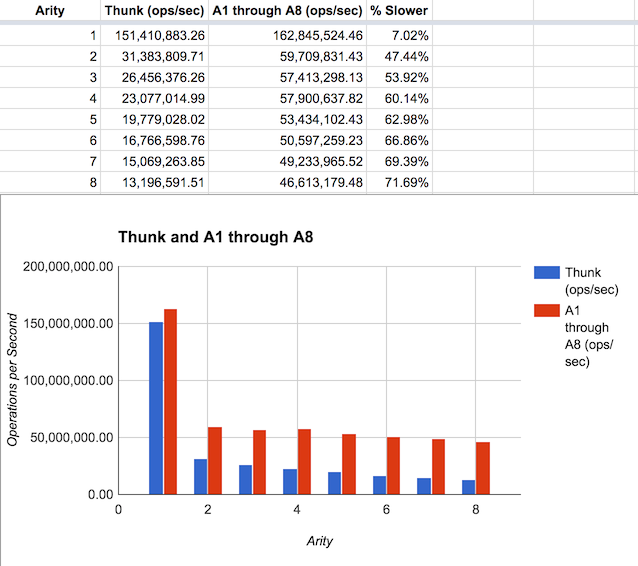 Arity Thunk (ops/sec) A1 through A8 (ops/sec) % Slower
1 151,410,883.26 162,845,524.46 7.02%
2 31,383,809.71 59,709,831.43 47.44%
3 26,456,376.26 57,413,298.13 53.92%
4 23,077,014.99 57,900,637.82 60.14%
5 19,779,028.02 53,434,102.43 62.98%
6 16,766,598.76 50,597,259.23 66.86%
7 15,069,263.85 49,233,965.52 69.39%
8 13,196,591.51 46,613,179.48 71.69%
Thunk and A1 through A8
200,000,000.00
150,000,000.00
100,000,000.00
50,000,000.00
0.00
Operations per Second
0 2 4 6 8
Arity
Thunk
(ops/sec)
A1
through
A8 (ops/
sec)